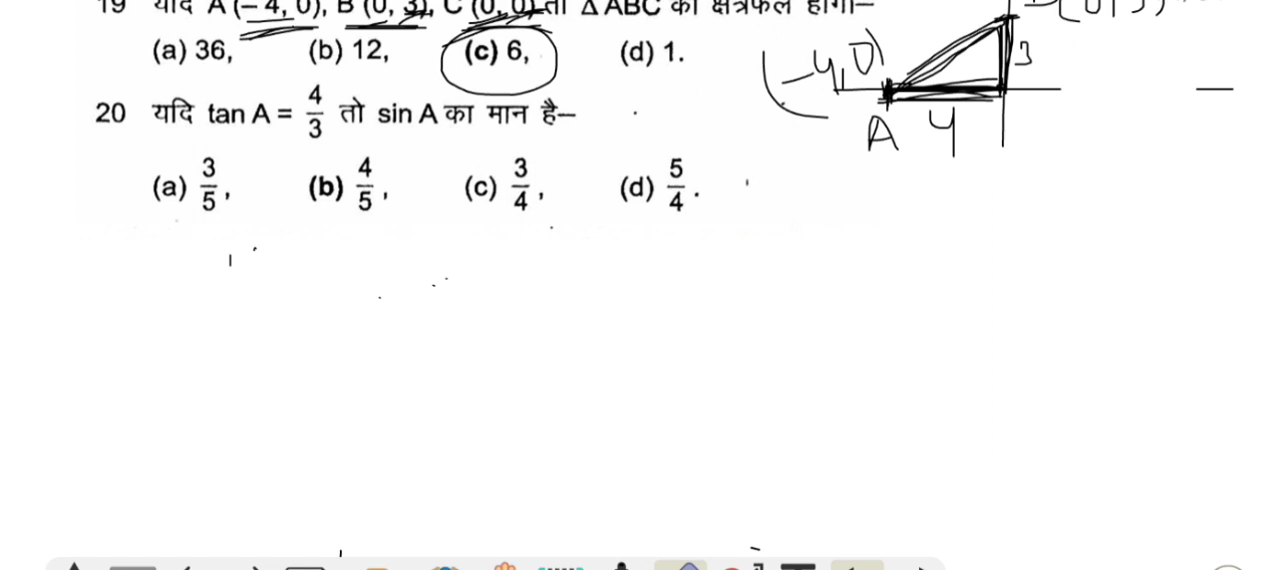 19 यदि A (– 4, 0), B (0, 3), C (0, 0) तो Δ ABC का क्षेत्रफल होगा–
(a) 36, (b) 12, (c) 6, (d) 1.
(–4, 0) 3
A 4
20 यदि tan A = 4/3 तो sin A का मान है–
(a) 3/5, (b) 4/5, (c) 3/4, (d) 5/4.